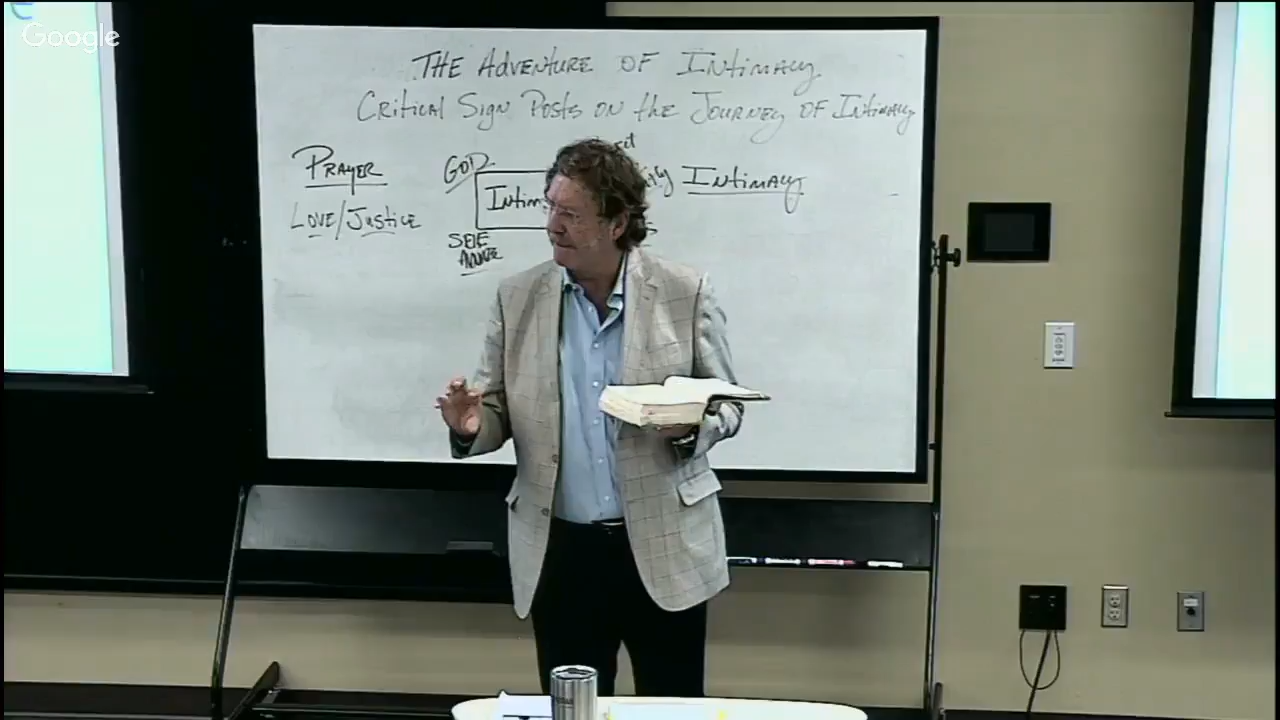 Google
THE ADVENTURE OF INTIMACY
CRITICAL SIGN POSTS ON THE JOURNEY OF INTIMACY
PRAYER
LOVE/JUSTICE
GOD
Intim
INTIMACY
SELF